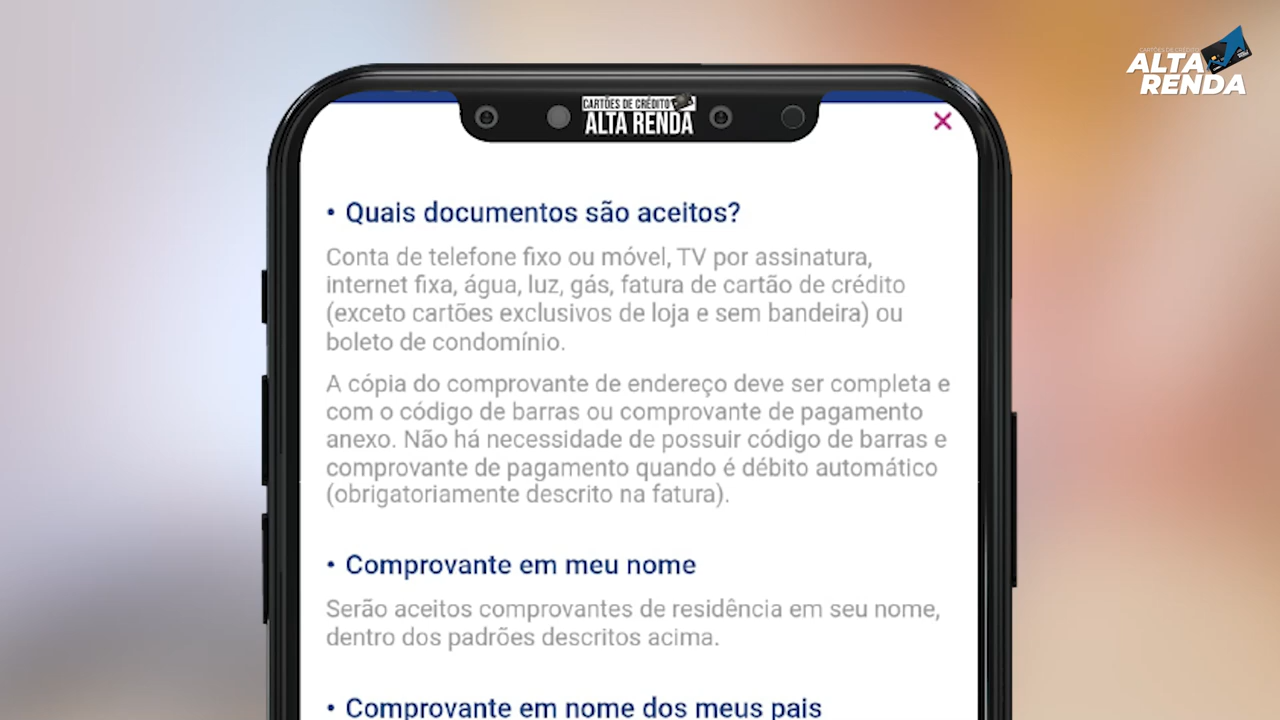 CARTÕES DE CRÉDITO
ALTA
RENDA
CARTÕES DE CRÉDITO
ALTA RENDA
• Quais documentos são aceitos?
Conta de telefone fixo ou móvel, TV por assinatura,
internet fixa, água, luz, gás, fatura de cartão de crédito
(exceto cartões exclusivos de loja e sem bandeira) ou
boleto de condomínio.
A cópia do comprovante de endereço deve ser completa e
com o código de barras ou comprovante de pagamento
anexo. Não há necessidade de possuir código de barras e
comprovante de pagamento quando é débito automático
(obrigatoriamente descrito na fatura).
• Comprovante em meu nome
Serão aceitos comprovantes de residência em seu nome,
dentro dos padrões descritos acima.
• Comprovante em nome dos meus pais